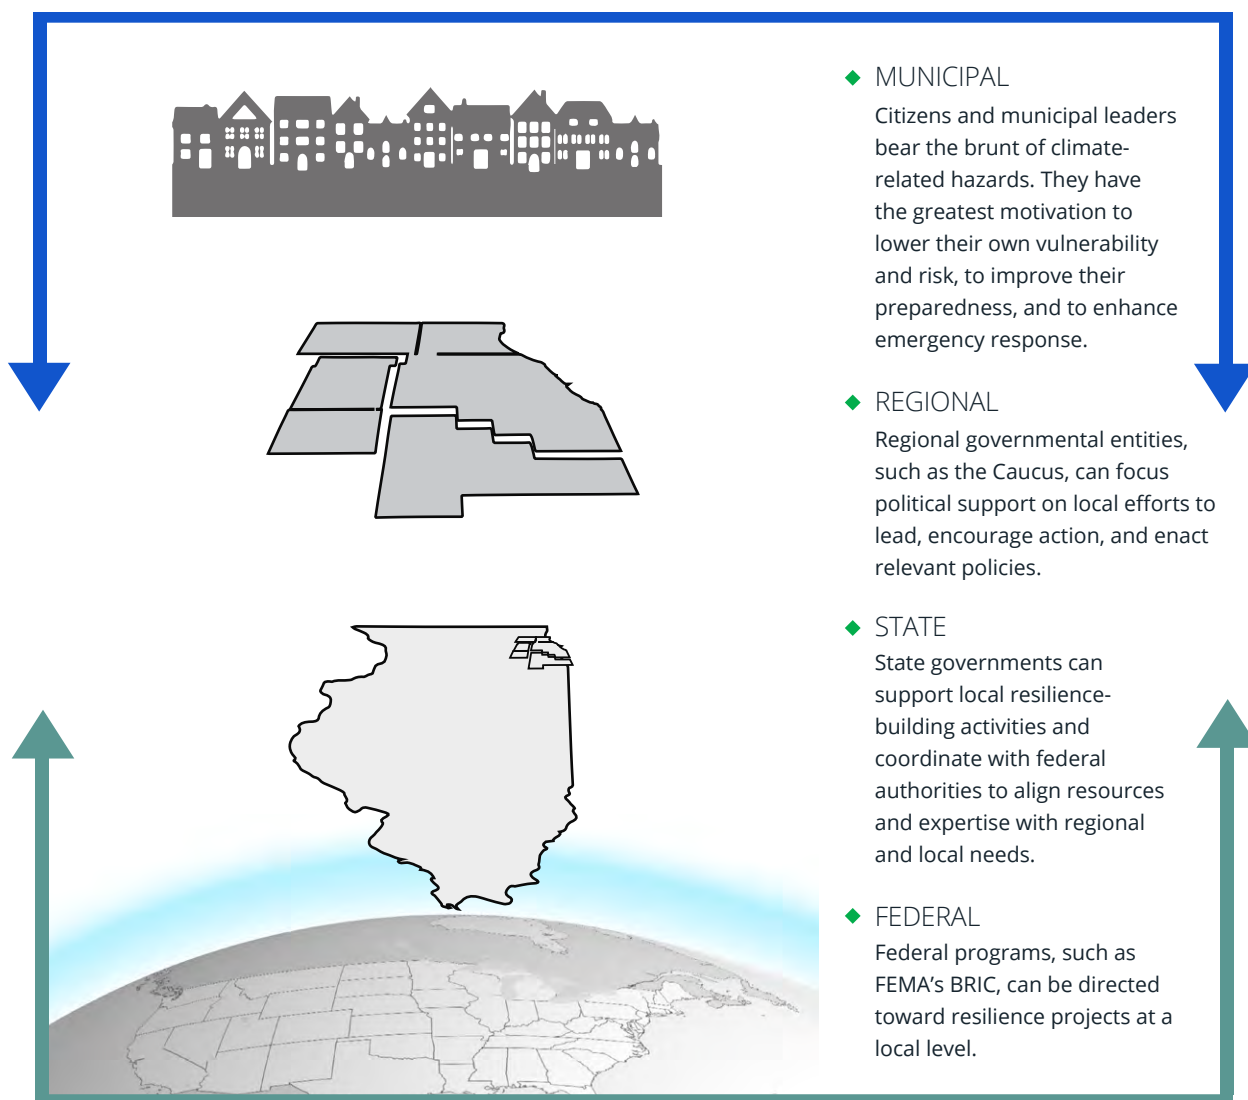 MUNICIPAL
Citizens and municipal leaders
bear the brunt of climate-
related hazards. They have
the greatest motivation to
lower their own vulnerability
and risk, to improve their
preparedness, and to enhance
emergency response.
REGIONAL
Regional governmental entities,
such as the Caucus, can focus
political support on local efforts to
lead, encourage action, and enact
relevant policies.
STATE
State governments can
support local resilience-
building activities and
coordinate with federal
authorities to align resources
and expertise with regional
and local needs.
FEDERAL
Federal programs, such as
FEMA’s BRIC, can be directed
toward resilience projects at a
local level.